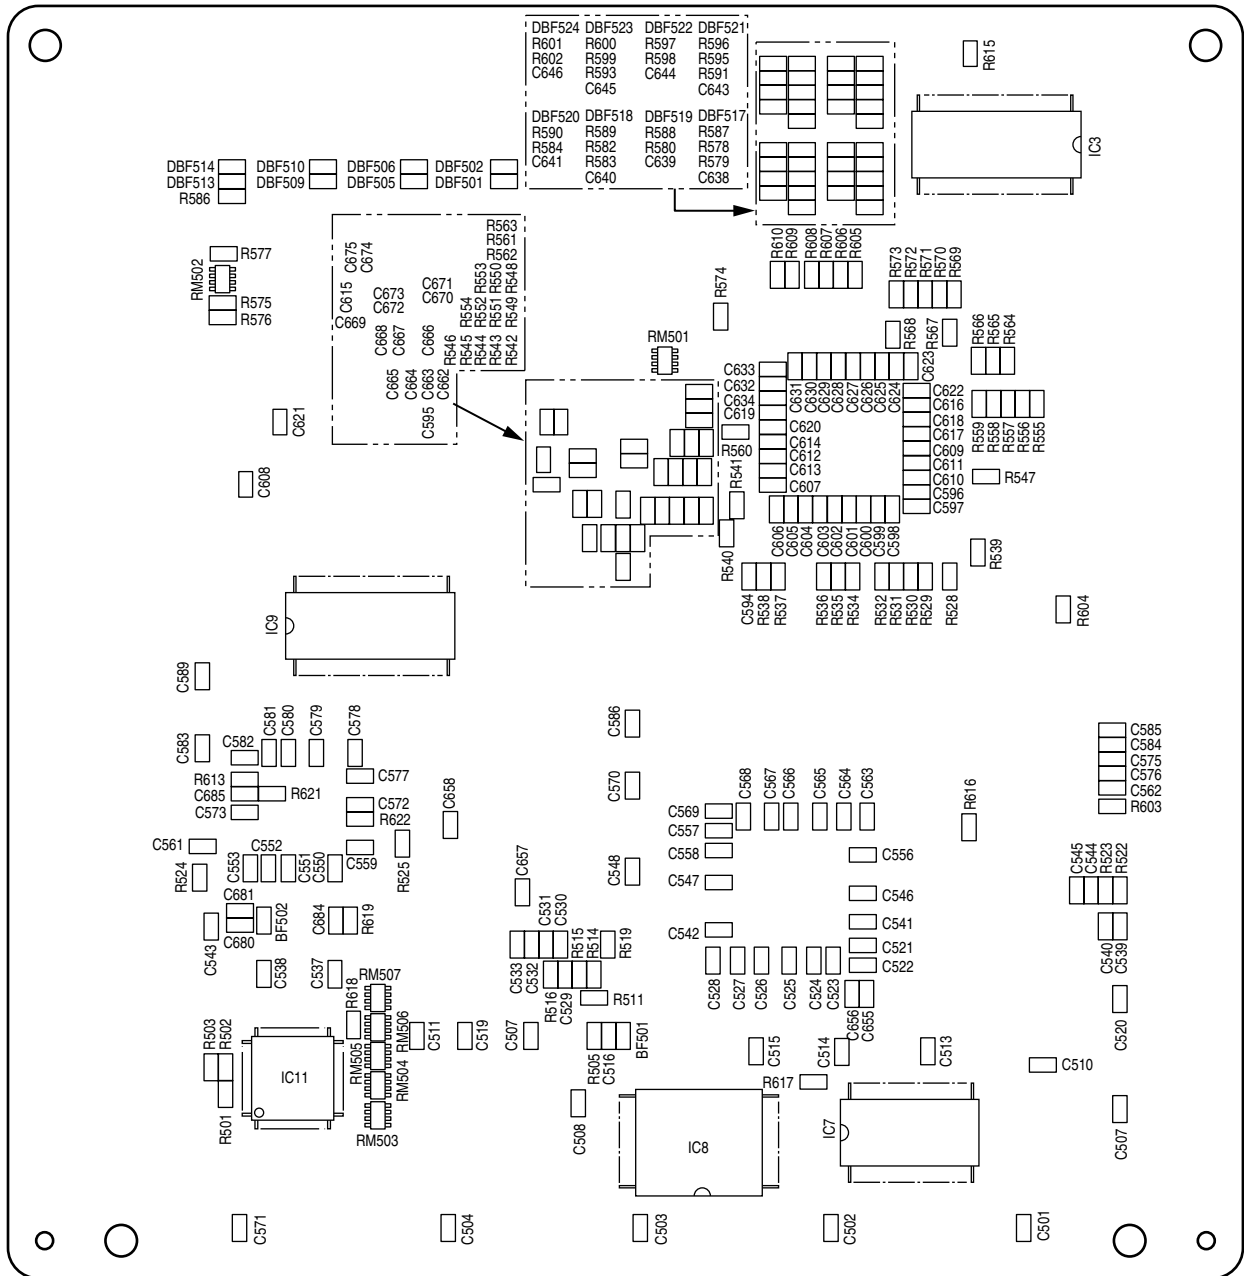 DBF524 DBF523 DBF522 DBF521
R601 R600 R597 R596
R602 R599 R598 R595
C646 R593 C644 R591
C645 C643
DBF520 DBF518 DBF519 DBF517
R590 R589 R588 R587
R584 R582 R580 R578
C641 R583 C639 R579
C640 C638
R615
IC3
DBF514 DBF510 DBF506 DBF502
DBF513 DBF509 DBF505 DBF501
R586
R577
RM502
R575
R576
R563
R561
R562
C675
C674
C615
C673
C672
C671
C670
C669
R554
R553
R552
R550
R551
R548
R549
C668
C667
C666
R546
R545
R544
R543
R542
C665
C664
C663
C662
C595
R574
R610
R609
R608
R607
R606
R605
R573
R572
R571
R570
R569
R568
R567
R566
R565
R564
RM501
C633
C632
C634
C619
C631
C630
C629
C628
C627
C626
C625
C624
C623
C622
C616
C618
C617
C609
C611
C610
C596
C597
R559
R558
R557
R556
R555
C621
R560
C620
C614
C612
C613
C607
R541
R547
C608
R540
C606
C605
C604
C603
C602
C601
C600
C599
C598
R539
C594
R538
R537
R536
R535
R534
R532
R531
R530
R529
R528
R604
IC9
C589
C583
C582
C581
C580
C579
C578
C586
C585
C584
C575
C576
C562
R603
R613
C685
R621
C573
C577
C572
R622
C658
C570
C568
C567
C566
C565
C564
C563
R616
C569
C557
C558
C547
C542
C561
R524
C553
C552
C551
C550
C559
R525
C657
C548
C556
C546
C541
C521
C522
C545
C544
R523
R522
C681
C680
BF502
C684
R619
C543
C531
C530
R515
R514
R519
C533
C532
R516
C529
R511
C528
C527
C526
C525
C524
C523
C540
C539
C538
C537
RM507
R618
RM506
C511
C519
C507
R505
C516
BF501
C656
C655
C520
R503
R502
IC11
RM505
RM504
C515
C514
C513
C510
R501
RM503
R617
C508
IC8
IC7
C507
C571
C504
C503
C502
C501